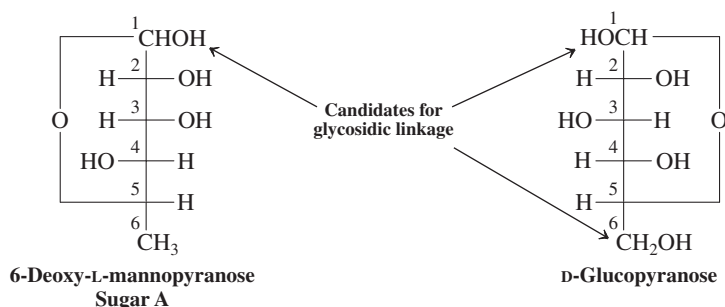 1
CHOH
2
H OH
3
H OH
O
4
HO H
5
H
6
CH3
6-Deoxy-L-mannopyranose
Sugar A
Candidates for
glycosidic linkage
1
HOCH
2
H OH
3
HO H
O
4
H OH
5
H
6
CH2OH
D-Glucopyranose